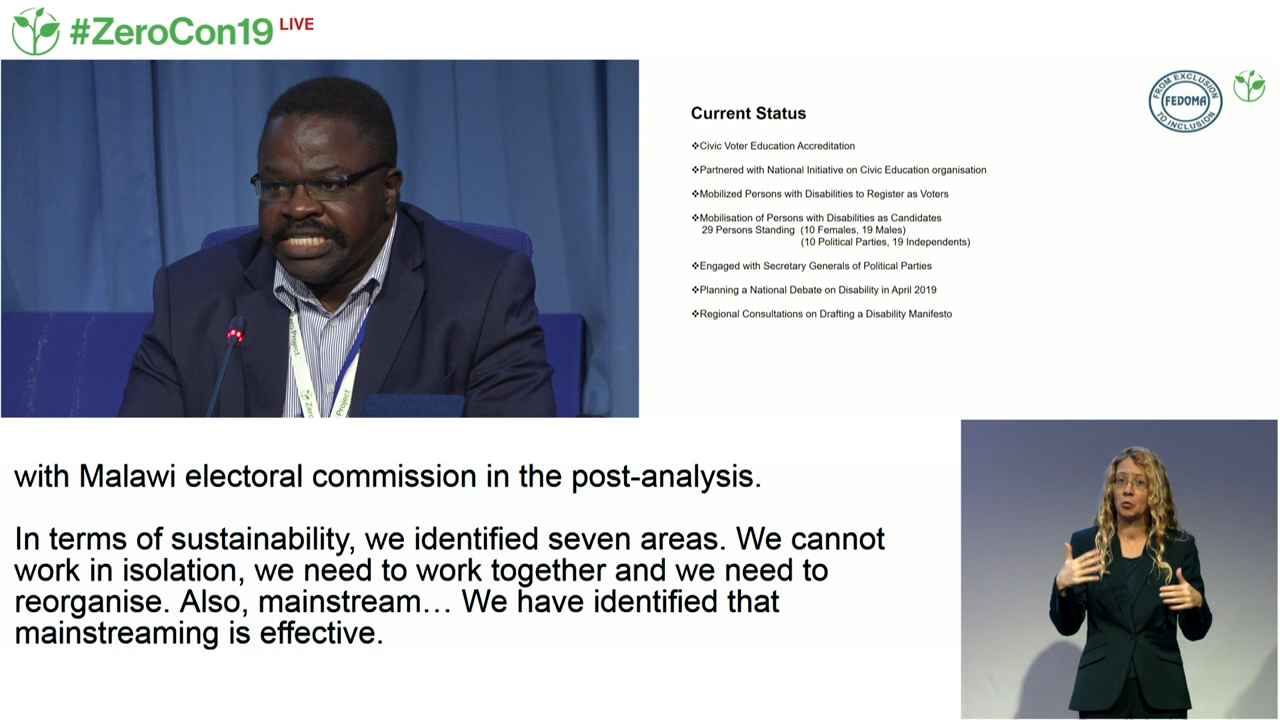 #ZeroCon19 LIVE
FROM EXCLUSION
FEDOMA
TO INCLUSION
Current Status
❖Civic Voter Education Accreditation
❖Partnered with National Initiative on Civic Education organisation
❖Mobilized Persons with Disabilities to Register as Voters
❖Mobilisation of Persons with Disabilities as Candidates
29 Persons Standing (10 Females, 19 Males)
(10 Political Parties, 19 Independents)
❖Engaged with Secretary Generals of Political Parties
❖Planning a National Debate on Disability in April 2019
❖Regional Consultations on Drafting a Disability Manifesto
Project
Zero
Project
with Malawi electoral commission in the post-analysis.
In terms of sustainability, we identified seven areas. We cannot
work in isolation, we need to work together and we need to
reorganise. Also, mainstream… We have identified that
mainstreaming is effective.